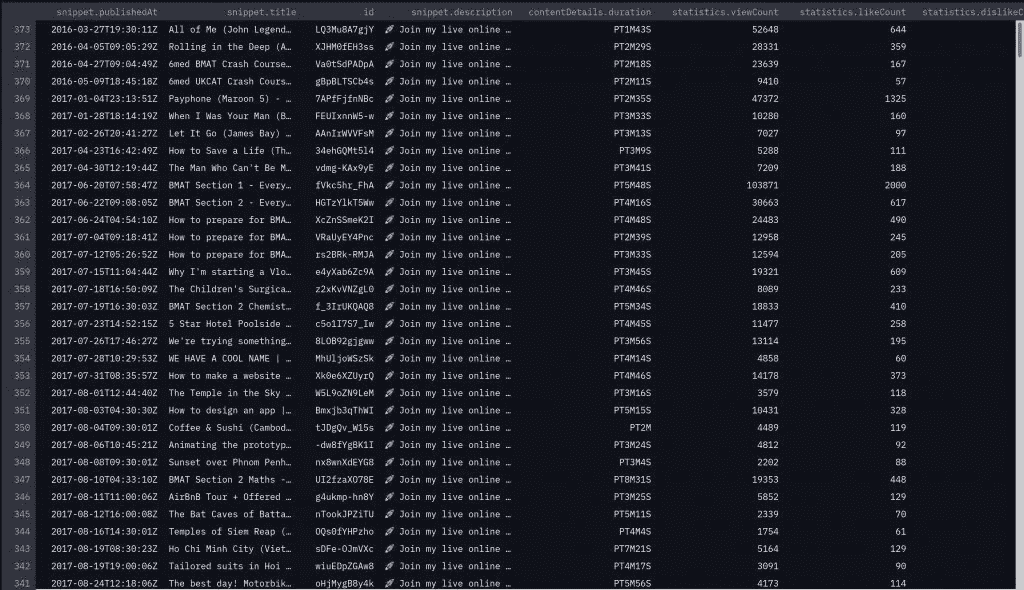 snippet.publishedAt snippet.title id snippet.description contentDetails.duration statistics.viewCount statistics.likeCount statistics.dislikeC
373 2016-03-27T19:30:11Z All of Me (John Legend… LQ3Mu8A7gjY 🚀 Join my live online … PT1M43S 52648 644
372 2016-04-05T09:05:29Z Rolling in the Deep (A… XJHM0fEH3ss 🚀 Join my live online … PT2M29S 28331 359
371 2016-04-27T09:04:49Z 6med BMAT Crash Course… Va0tSdPADpA 🚀 Join my live online … PT2M18S 23639 167
370 2016-05-09T18:45:18Z 6med UKCAT Crash Cours… gBpBLTSCb4s 🚀 Join my live online … PT2M11S 9410 57
369 2017-01-04T23:13:51Z Payphone (Maroon 5) - … 7APfFjfnNBc 🚀 Join my live online … PT2M35S 47372 1325
368 2017-01-28T18:14:19Z When I Was Your Man (B… FEUIxnnW5-w 🚀 Join my live online … PT3M33S 10280 160
367 2017-02-26T20:41:27Z Let It Go (James Bay) … AAnIrWVVFsM 🚀 Join my live online … PT3M13S 7027 97
366 2017-04-23T16:42:49Z How to Save a Life (Th… 34ehGQMt5l4 🚀 Join my live online … PT3M9S 5288 111
365 2017-04-30T12:19:44Z The Man Who Can't Be M… vdmg-KAx9yE 🚀 Join my live online … PT3M41S 7209 188
364 2017-06-20T07:58:47Z BMAT Section 1 - Every… fVkc5hr_FhA 🚀 Join my live online … PT5M48S 103871 2000
363 2017-06-22T09:08:05Z BMAT Section 2 - Every… HGTzYlkT5Ww 🚀 Join my live online … PT4M16S 30663 617
362 2017-06-24T04:54:10Z How to prepare for BMA… XcZnSSmeK2I 🚀 Join my live online … PT4M48S 24483 490
361 2017-07-04T09:18:41Z How to prepare for BMA… VRaUyEY4Pnc 🚀 Join my live online … PT2M39S 12958 245
360 2017-07-12T05:26:52Z How to prepare for BMA… rs2BRk-RMJA 🚀 Join my live online … PT3M33S 12594 205
359 2017-07-15T11:04:44Z Why I'm starting a Vlo… e4yXab6Zc9A 🚀 Join my live online … PT3M45S 19321 609
358 2017-07-18T16:50:09Z The Children's Surgica… z2xKvVNZgL0 🚀 Join my live online … PT4M46S 8089 233
357 2017-07-19T16:30:03Z BMAT Section 2 Chemist… f_3IrUKQAQ8 🚀 Join my live online … PT5M34S 18833 410
356 2017-07-23T14:52:15Z 5 Star Hotel Poolside … c5o1I7S7_Iw 🚀 Join my live online … PT4M45S 11477 258
355 2017-07-26T17:46:27Z We're trying something… 8LOB92gjgww 🚀 Join my live online … PT3M56S 13114 195
354 2017-07-28T10:29:53Z WE HAVE A COOL NAME | … MhUljoWSzSk 🚀 Join my live online … PT4M14S 4858 60
353 2017-07-31T08:35:57Z How to make a website … Xk0e6XZUyrQ 🚀 Join my live online … PT4M46S 14178 373
352 2017-08-01T12:44:40Z The Temple in the Sky … W5L9oZN9LeM 🚀 Join my live online … PT3M16S 3579 118
351 2017-08-03T04:30:30Z How to design an app |… Bmxjb3qThWI 🚀 Join my live online … PT5M15S 10431 328
350 2017-08-04T09:30:01Z Coffee & Sushi (Cambod… tJDgQv_W15s 🚀 Join my live online … PT2M 4489 119
349 2017-08-06T10:45:21Z Animating the prototyp… -dw8fYgBK1I 🚀 Join my live online … PT3M24S 4812 92
348 2017-08-08T09:30:01Z Sunset over Phnom Penh… nx8wnXdEYG8 🚀 Join my live online … PT3M4S 2202 88
347 2017-08-10T04:33:10Z BMAT Section 2 Maths -… UI2fzaXO78E 🚀 Join my live online … PT8M31S 19353 448
346 2017-08-11T11:00:06Z AirBnB Tour + Offered … g4ukmp-hn8Y 🚀 Join my live online … PT3M25S 5852 129
345 2017-08-12T16:00:08Z The Bat Caves of Batta… nTookJPZiTU 🚀 Join my live online … PT5M11S 2339 70
344 2017-08-16T14:30:01Z Temples of Siem Reap (… OQs0fYHPzho 🚀 Join my live online … PT4M4S 1754 61
343 2017-08-19T08:30:23Z Ho Chi Minh City (Viet… sDFe-OJmVXc 🚀 Join my live online … PT7M21S 5164 129
342 2017-08-19T19:00:06Z Tailored suits in Hoi … wiuEDpZGAw8 🚀 Join my live online … PT4M17S 3091 90
341 2017-08-24T12:18:06Z The best day! Motorbik… oHjMygB8y4k 🚀 Join my live online … PT5M56S 4173 114